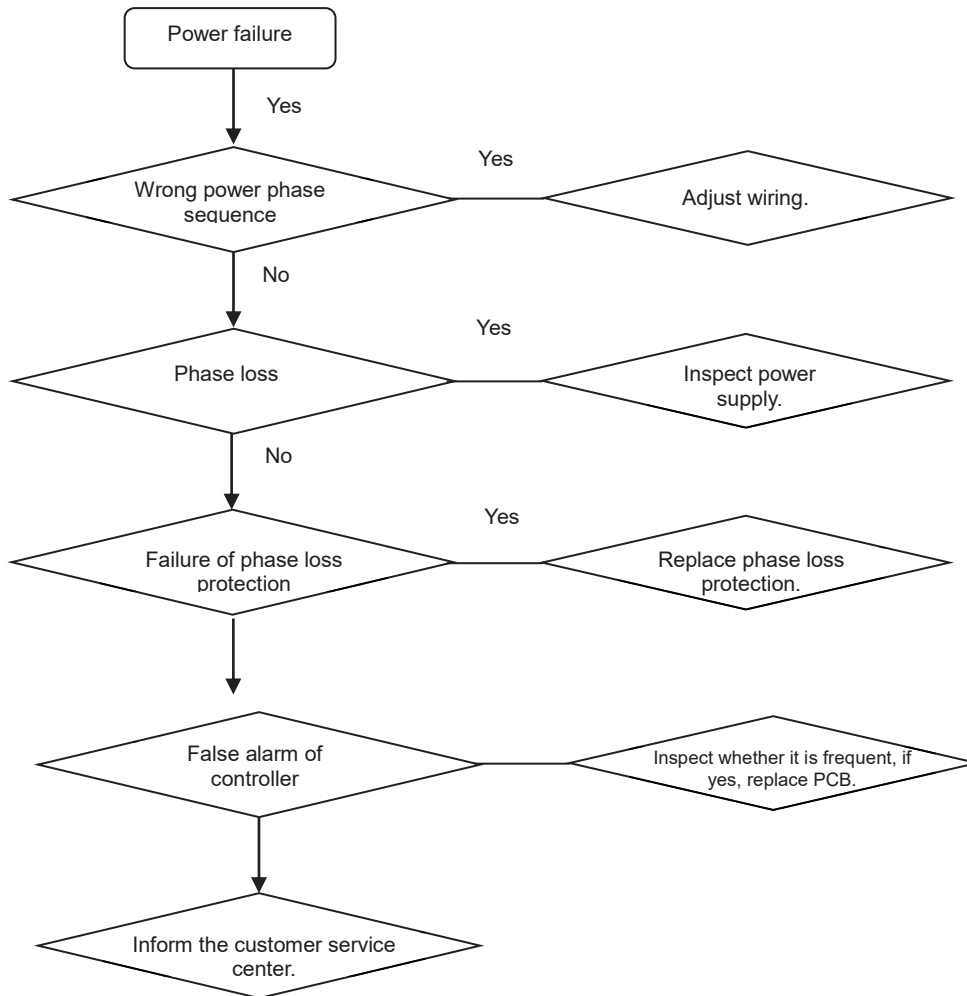 Power failure
Yes
Yes
Wrong power phase
sequence
Adjust wiring.
No
Yes
Phase loss
Inspect power
supply.
No
Yes
Failure of phase loss
protection
Replace phase loss
protection.
False alarm of
controller
Inspect whether it is frequent, if
yes, replace PCB.
Inform the customer service
center.